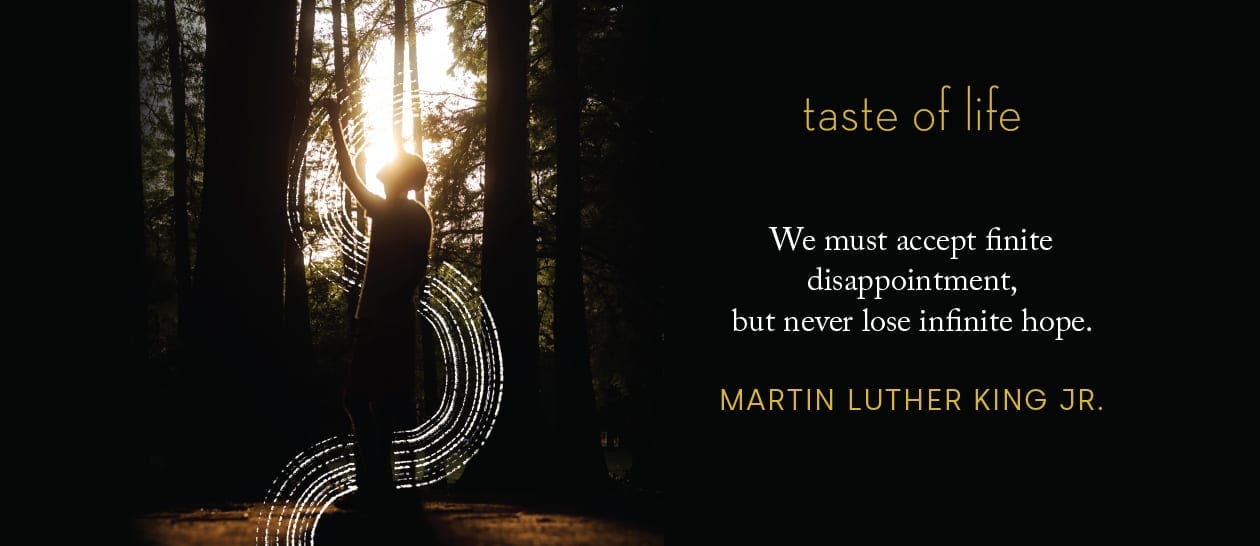 taste of life
We must accept finite
disappointment,
but never lose infinite hope.
MARTIN LUTHER KING JR.